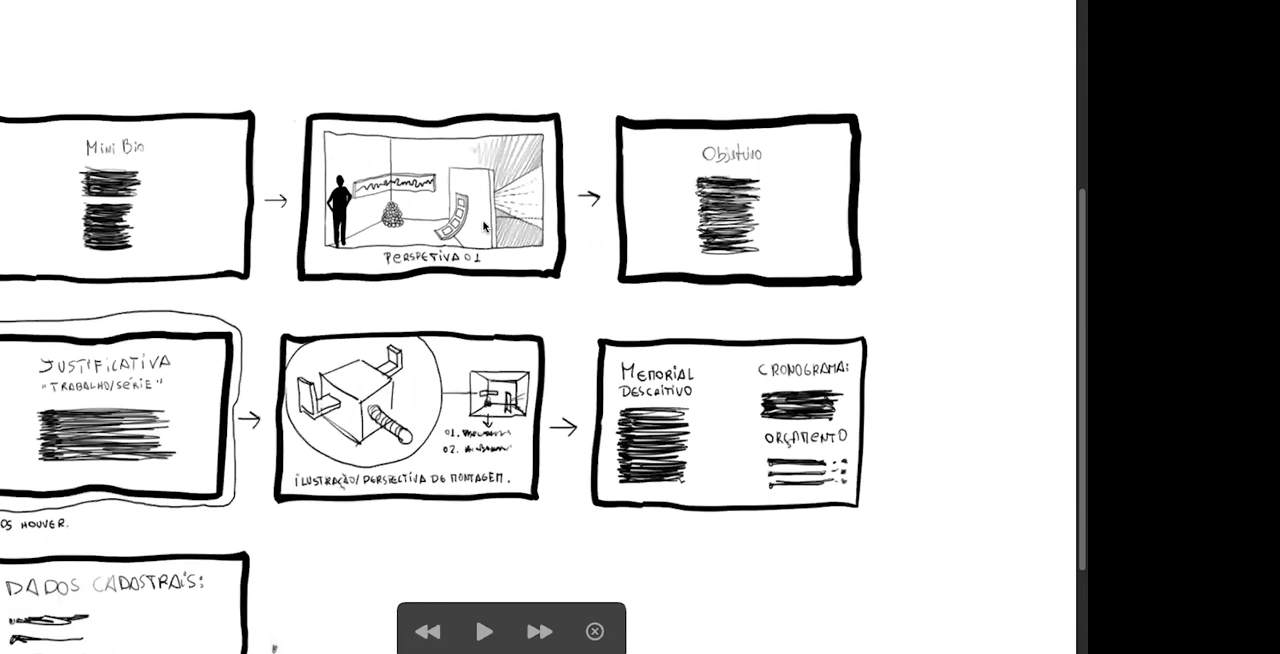 Mini Bio
PERSPETIVA 01
Objetivo
JUSTIFICATIVA
"TRABALHO/SÉRIE"
01.
02.
ILUSTRAÇÃO/PERSPECTIVA DE MONTAGEM.
MEMORIAL
DESCRITIVO
CRONOGRAMA:
ORÇAMENTO
OS HOUVER.
DADOS CADASTRAIS: